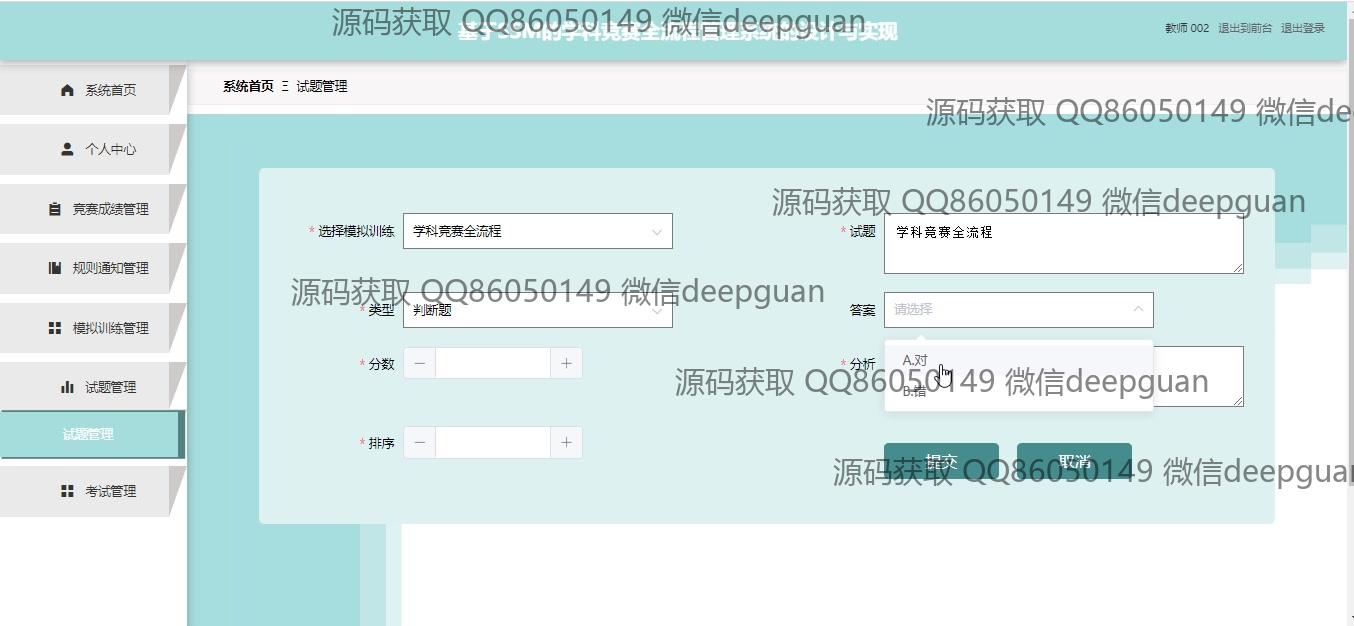 源码获取 QQ86050149 微信deepguan
基于SSM的学科竞赛全流程管理系统的设计与实现
教师 002 退出到前台 退出登录
系统首页
系统首页 Ξ 试题管理
源码获取 QQ86050149 微信dee
个人中心
源码获取 QQ86050149 微信deepguan
竞赛成绩管理
* 选择模拟训练 学科竞赛全流程
* 试题 学科竞赛全流程
规则通知管理
源码获取 QQ86050149 微信deepguan
* 类型 判断题
答案 请选择
模拟训练管理
* 分数 − +
* 分析
A.对
B.错
源码获取 QQ86050149 微信deepguan
试题管理
试题管理
* 排序 − +
提交 取消
源码获取 QQ86050149 微信deepguan
考试管理